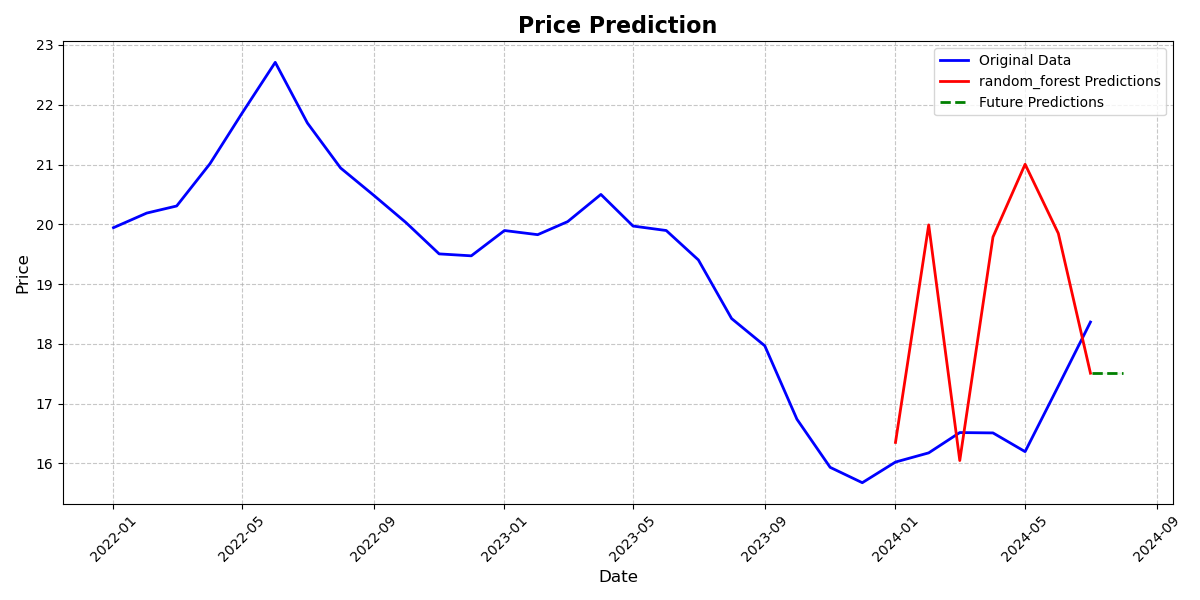 Price Prediction
Original Data
random_forest Predictions
Future Predictions
Price
23
22
21
20
19
18
17
16
2022-01
2022-05
2022-09
2023-01
2023-05
2023-09
2024-01
2024-05
2024-09
Date